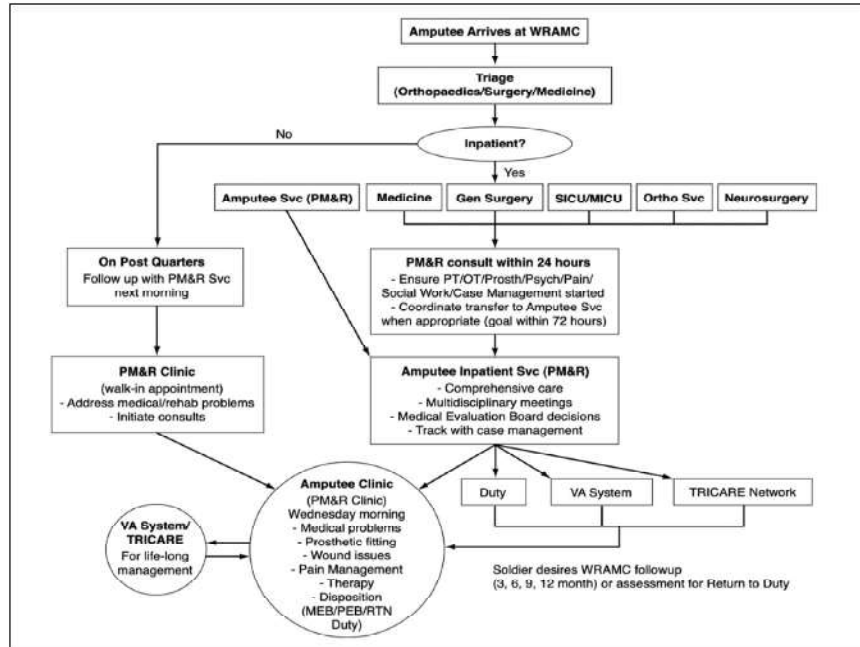 Amputee Arrives at WRAMC
Triage
(Orthopaedics/Surgery/Medicine)
No
Inpatient?
Yes
Amputee Svc (PM&R)
Medicine
Gen Surgery
SICU/MICU
Ortho Svc
Neurosurgery
On Post Quarters
Follow up with PM&R Svc
next morning
PM&R consult within 24 hours
- Ensure PT/OT/Prosth/Psych/Pain/
Social Work/Case Management started
- Coordinate transfer to Amputee Svc
when appropriate (goal within 72 hours)
PM&R Clinic
(walk-in appointment)
- Address medical/rehab problems
- Initiate consults
Amputee Inpatient Svc (PM&R)
- Comprehensive care
- Multidisciplinary meetings
- Medical Evaluation Board decisions
- Track with case management
Amputee Clinic
(PM&R Clinic)
Wednesday morning
- Medical problems
- Prosthetic fitting
- Wound issues
- Pain Management
- Therapy
- Disposition
(MEB/PEB/RTN
Duty)
Duty
VA System
TRICARE Network
VA System/
TRICARE
For life-long
management
Soldier desires WRAMC followup
(3, 6, 9, 12 month) or assessment for Return to Duty